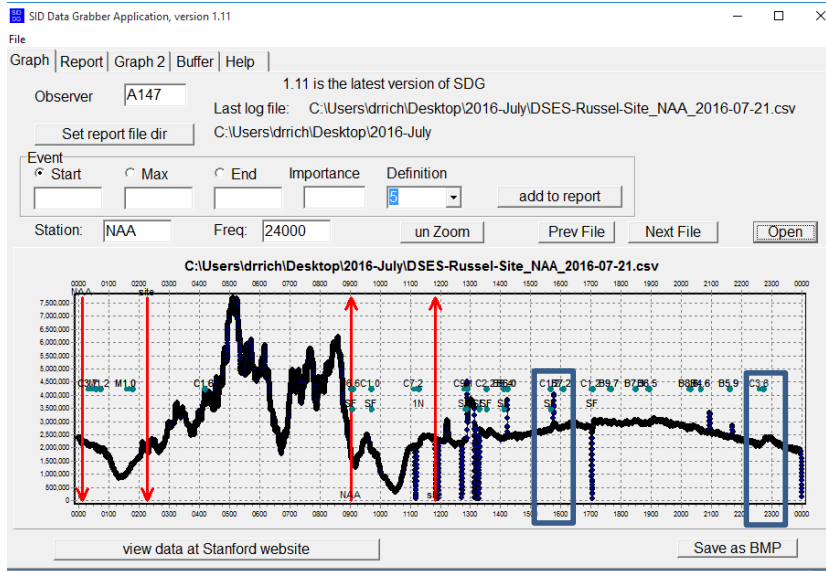 SID DG SID Data Grabber Application, version 1.11
File
Graph Report Graph 2 Buffer Help
1.11 is the latest version of SDG
Observer A147
Last log file: C:\Users\drrich\Desktop\2016-July\DSES-Russel-Site_NAA_2016-07-21.csv
Set report file dir C:\Users\drrich\Desktop\2016-July
Event
Start Max End Importance Definition
5 add to report
Station: NAA Freq: 24000 un Zoom Prev File Next File Open
C:\Users\drrich\Desktop\2016-July\DSES-Russel-Site_NAA_2016-07-21.csv
0000 0100 0200 0300 0400 0500 0600 0700 0800 0900 1000 1100 1200 1300 1400 1500 1600 1700 1800 1900 2000 2100 2200 2300 0000
NAA site
7,500,000
7,000,000
6,500,000
6,000,000
5,500,000
5,000,000
4,500,000
4,000,000 M1.0 C1.6 C1.0 C7.2 C1.2 B9.7 B5.9 C3.8
3,500,000 SF SF 1N SF SF
3,000,000
2,500,000
2,000,000
1,500,000
1,000,000
500,000 NAA
0
0000 0100 0200 0300 0400 0500 0600 0700 0800 0900 1000 1100 1200 1300 1400 1500 1600 1700 1800 1900 2000 2100 2200 2300 0000
view data at Stanford website Save as BMP